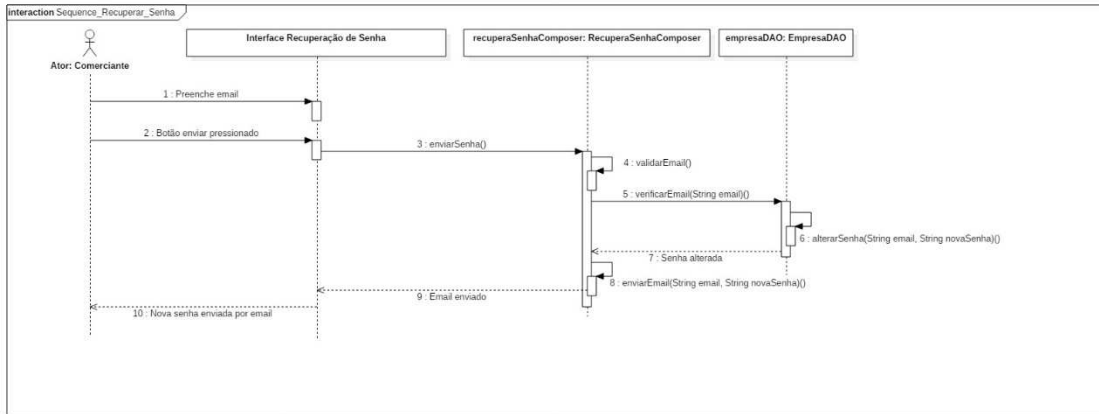 interaction Sequence_Recuperar_Senha
Ator: Comerciante
Interface Recuperação de Senha
recuperaSenhaComposer: RecuperaSenhaComposer
empresaDAO: EmpresaDAO
1 : Preenche email
2 : Botão enviar pressionado
3 : enviarSenha()
4 : validarEmail()
5 : verificarEmail(String email)()
6 : alterarSenha(String email, String novaSenha)()
7 : Senha alterada
8 : enviarEmail(String email, String novaSenha)()
9 : Email enviado
10 : Nova senha enviada por email